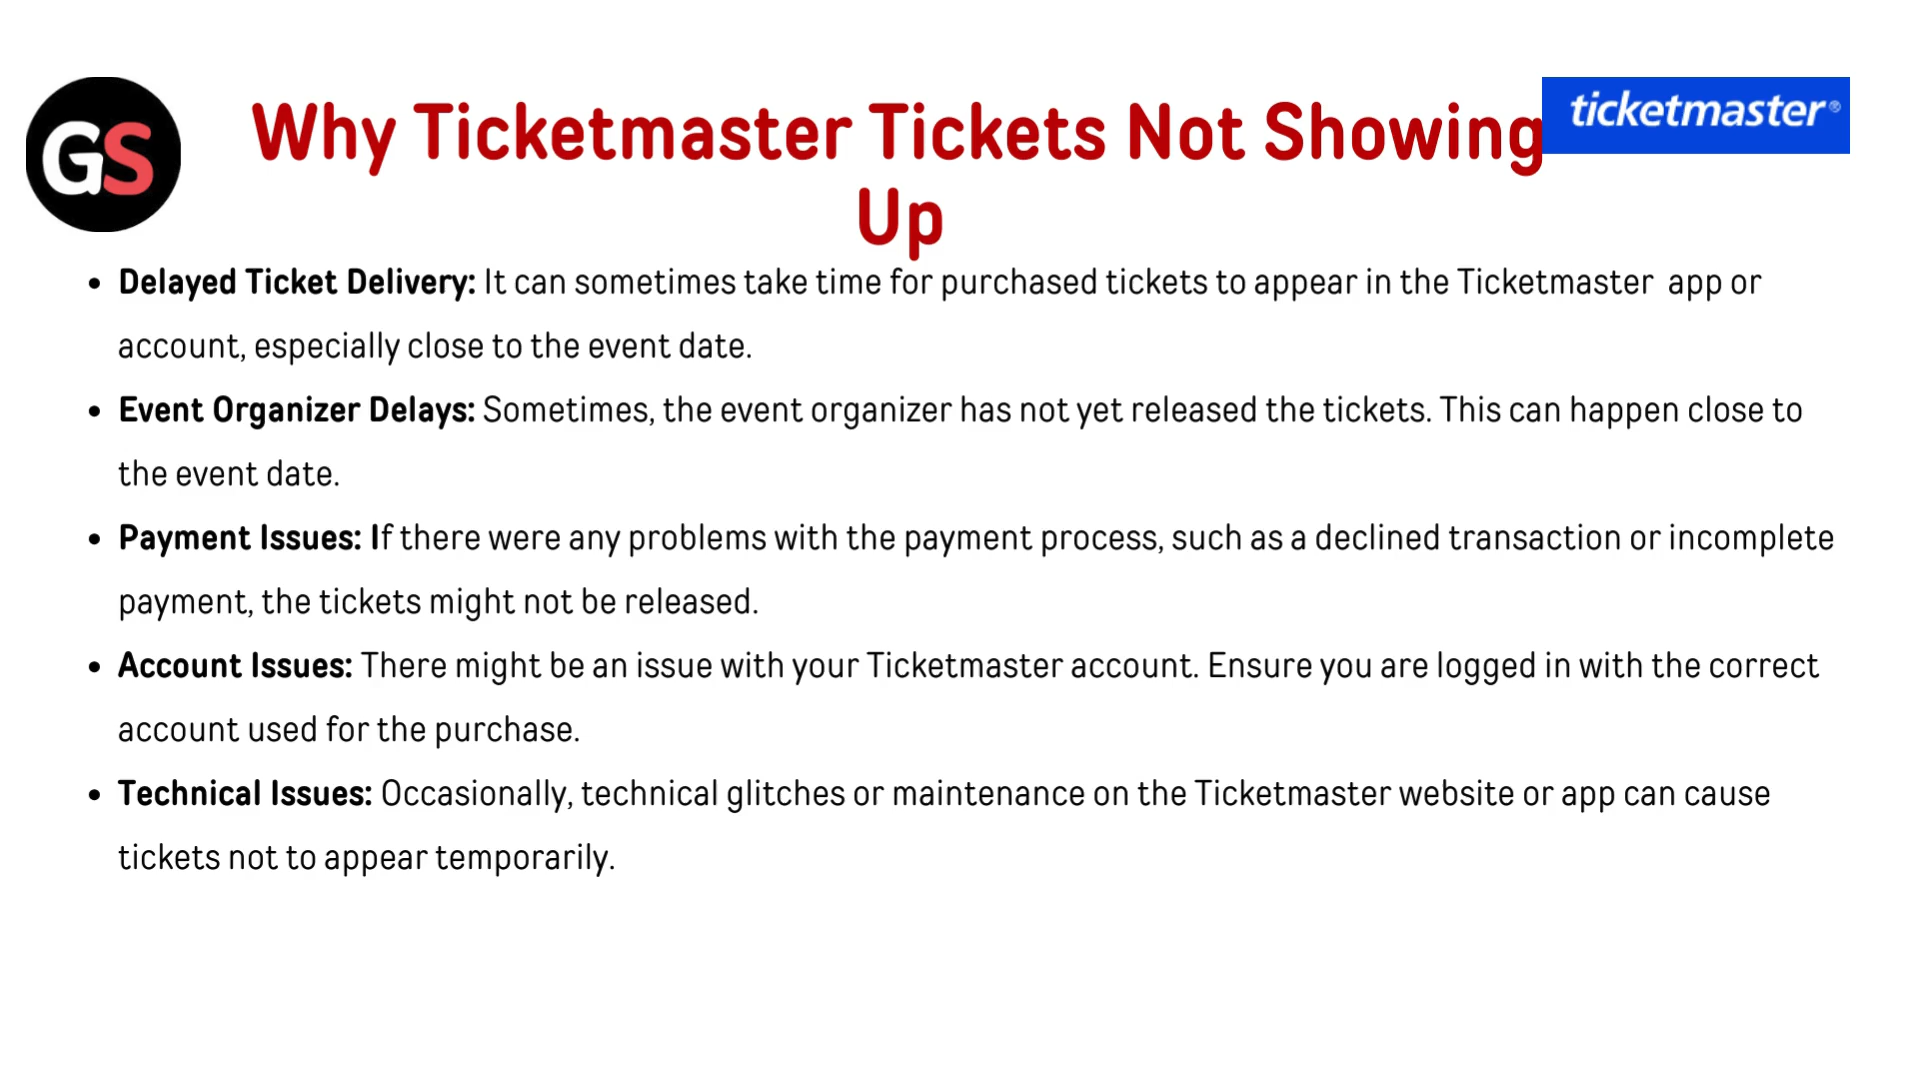 GS
Why Ticketmaster Tickets Not Showing
ticketmaster®
Up
• Delayed Ticket Delivery: It can sometimes take time for purchased tickets to appear in the Ticketmaster app or
account, especially close to the event date.
• Event Organizer Delays: Sometimes, the event organizer has not yet released the tickets. This can happen close to
the event date.
• Payment Issues: If there were any problems with the payment process, such as a declined transaction or incomplete
payment, the tickets might not be released.
• Account Issues: There might be an issue with your Ticketmaster account. Ensure you are logged in with the correct
account used for the purchase.
• Technical Issues: Occasionally, technical glitches or maintenance on the Ticketmaster website or app can cause
tickets not to appear temporarily.